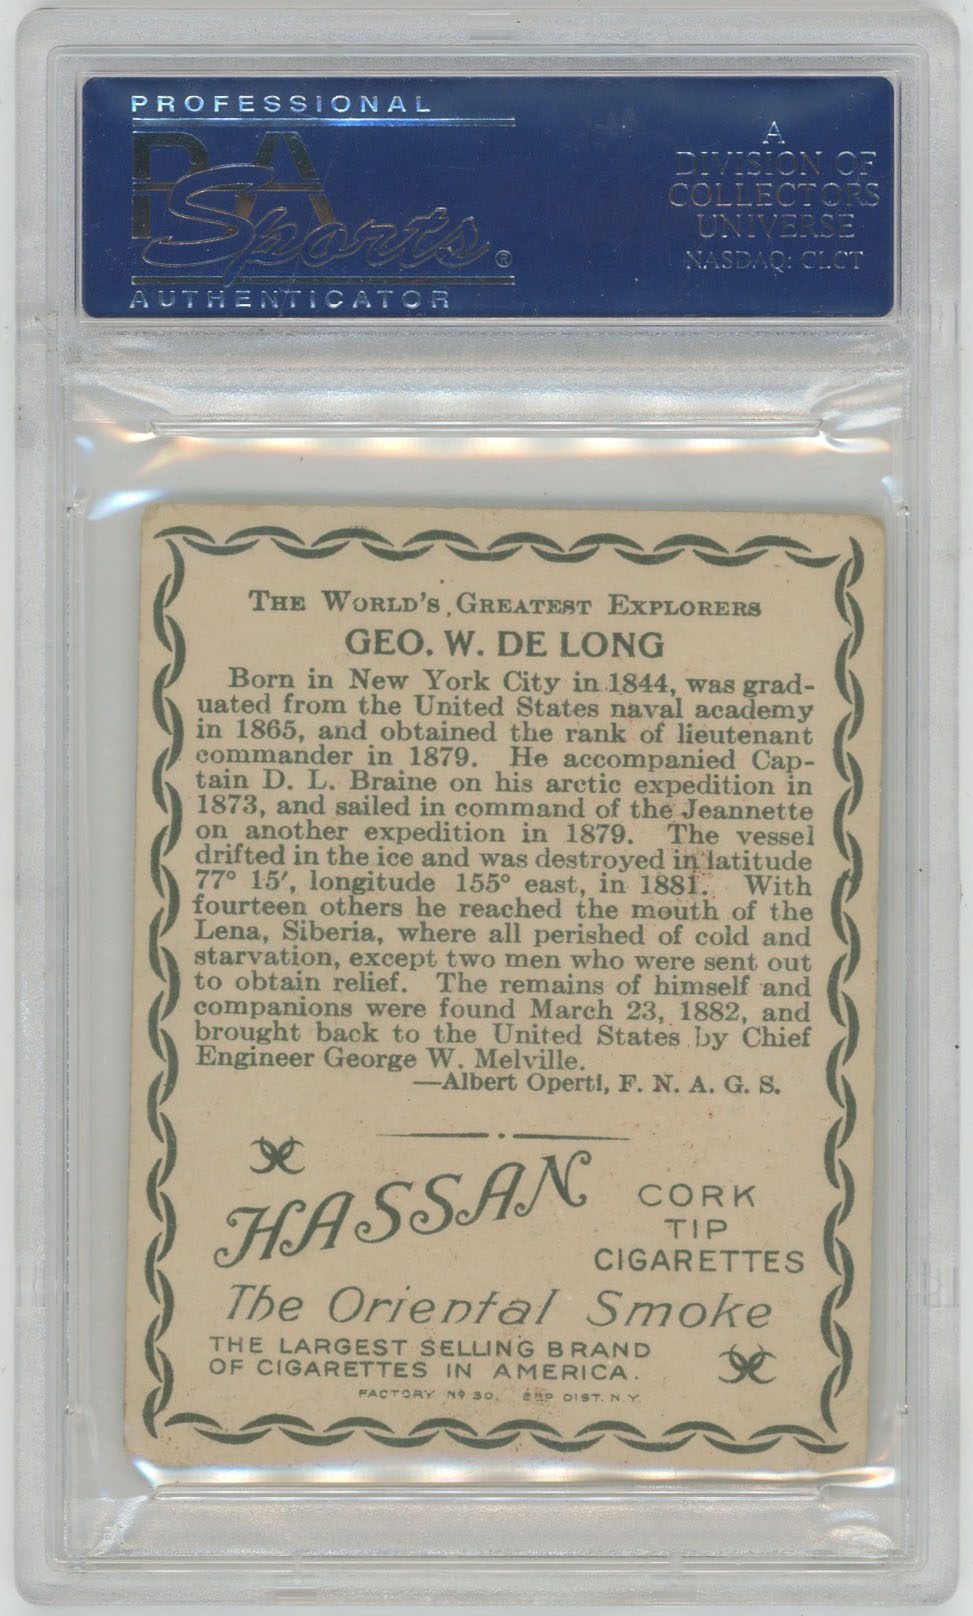 PROFESSIONAL
PSA
Sports®
AUTHENTICATOR
A
DIVISION OF
COLLECTORS
UNIVERSE
NASDAQ: CLCT
THE WORLD'S GREATEST EXPLORERS
GEO. W. DE LONG
Born in New York City in 1844, was grad-
uated from the United States naval academy
in 1865, and obtained the rank of lieutenant
commander in 1879. He accompanied Cap-
tain D. L. Braine on his arctic expedition in
1873, and sailed in command of the Jeannette
on another expedition in 1879. The vessel
drifted in the ice and was destroyed in latitude
77° 15′, longitude 155° east, in 1881. With
fourteen others he reached the mouth of the
Lena, Siberia, where all perished of cold and
starvation, except two men who were sent out
to obtain relief. The remains of himself and
companions were found March 23, 1882, and
brought back to the United States by Chief
Engineer George W. Melville.
—Albert Operti, F. N. A. G. S.
HASSAN
CORK
TIP
CIGARETTES
The Oriental Smoke
THE LARGEST SELLING BRAND
OF CIGARETTES IN AMERICA.
FACTORY Nº 30. 2ND DIST. N.Y.